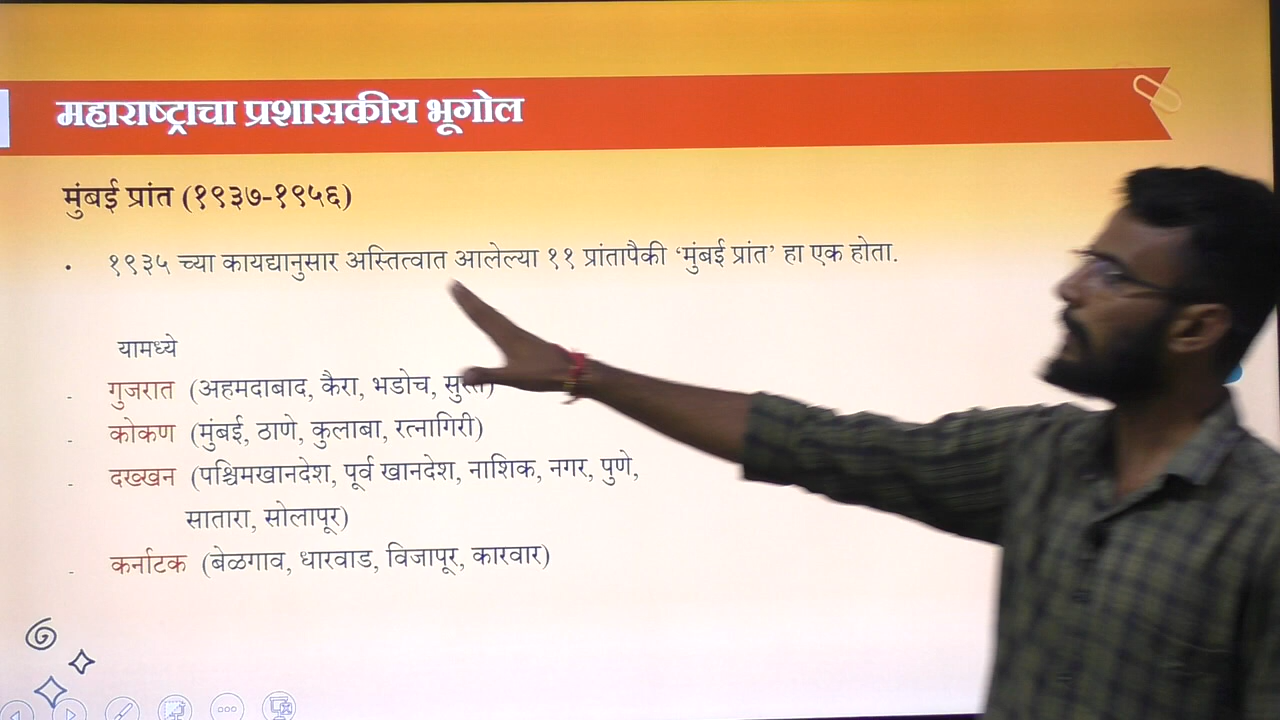 महाराष्ट्राचा प्रशासकीय भूगोल
मुंबई प्रांत (१९३७-१९५६)
• १९३५ च्या कायद्यानुसार अस्तित्वात आलेल्या ११ प्रांतापैकी ‘मुंबई प्रांत’ हा एक होता.
यामध्ये
- गुजरात (अहमदाबाद, कैरा, भडोच, सुरत)
- कोकण (मुंबई, ठाणे, कुलाबा, रत्नागिरी)
- दख्खन (पश्चिमखानदेश, पूर्व खानदेश, नाशिक, नगर, पुणे,
सातारा, सोलापूर)
- कर्नाटक (बेळगाव, धारवाड, विजापूर, कारवार)